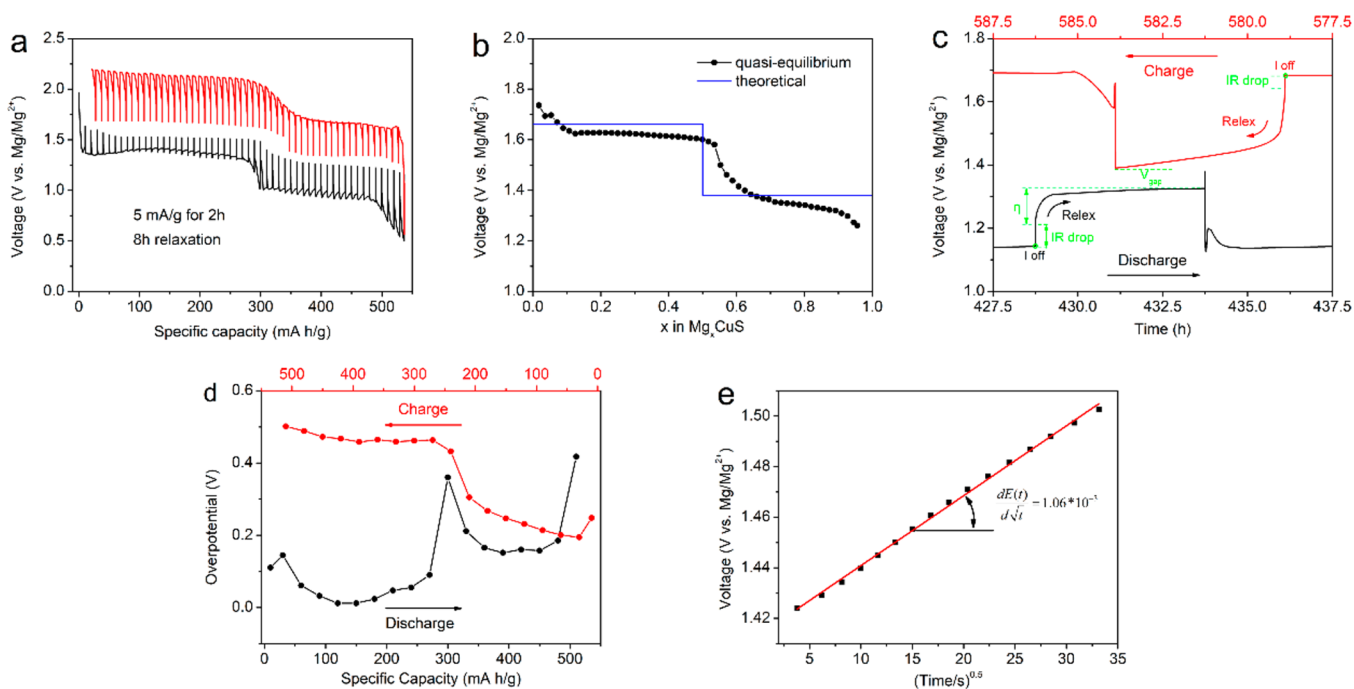 a
Voltage (V vs. Mg/Mg²⁺)
2.5
2.0
1.5
1.0
0.5
0.0
5 mA/g for 2h
8h relaxation
0 100 200 300 400 500
Specific capacity (mA h/g)
b
Voltage (V vs. Mg/Mg²⁺)
2.0
1.8
1.6
1.4
1.2
1.0
quasi-equilibrium
theoretical
0.0 0.2 0.4 0.6 0.8 1.0
x in MgₓCuS
587.5 585.0 582.5 580.0 577.5
c
Voltage (V vs. Mg/Mg²⁺)
1.8
1.6
1.4
1.2
1.0
Charge
I off
IR drop
Relex
V_gap
η
Relex
IR drop
I off
Discharge
427.5 430.0 432.5 435.0 437.5
Time (h)
500 400 300 200 100 0
d
Overpotential (V)
0.6
0.4
0.2
0.0
Charge
Discharge
0 100 200 300 400 500
Specific Capacity (mA h/g)
e
Voltage (V vs. Mg/Mg²⁺)
1.50
1.48
1.46
1.44
1.42
dE(t)
d√t
5 10 15 20 25 30 35
(Time/s)⁰·⁵